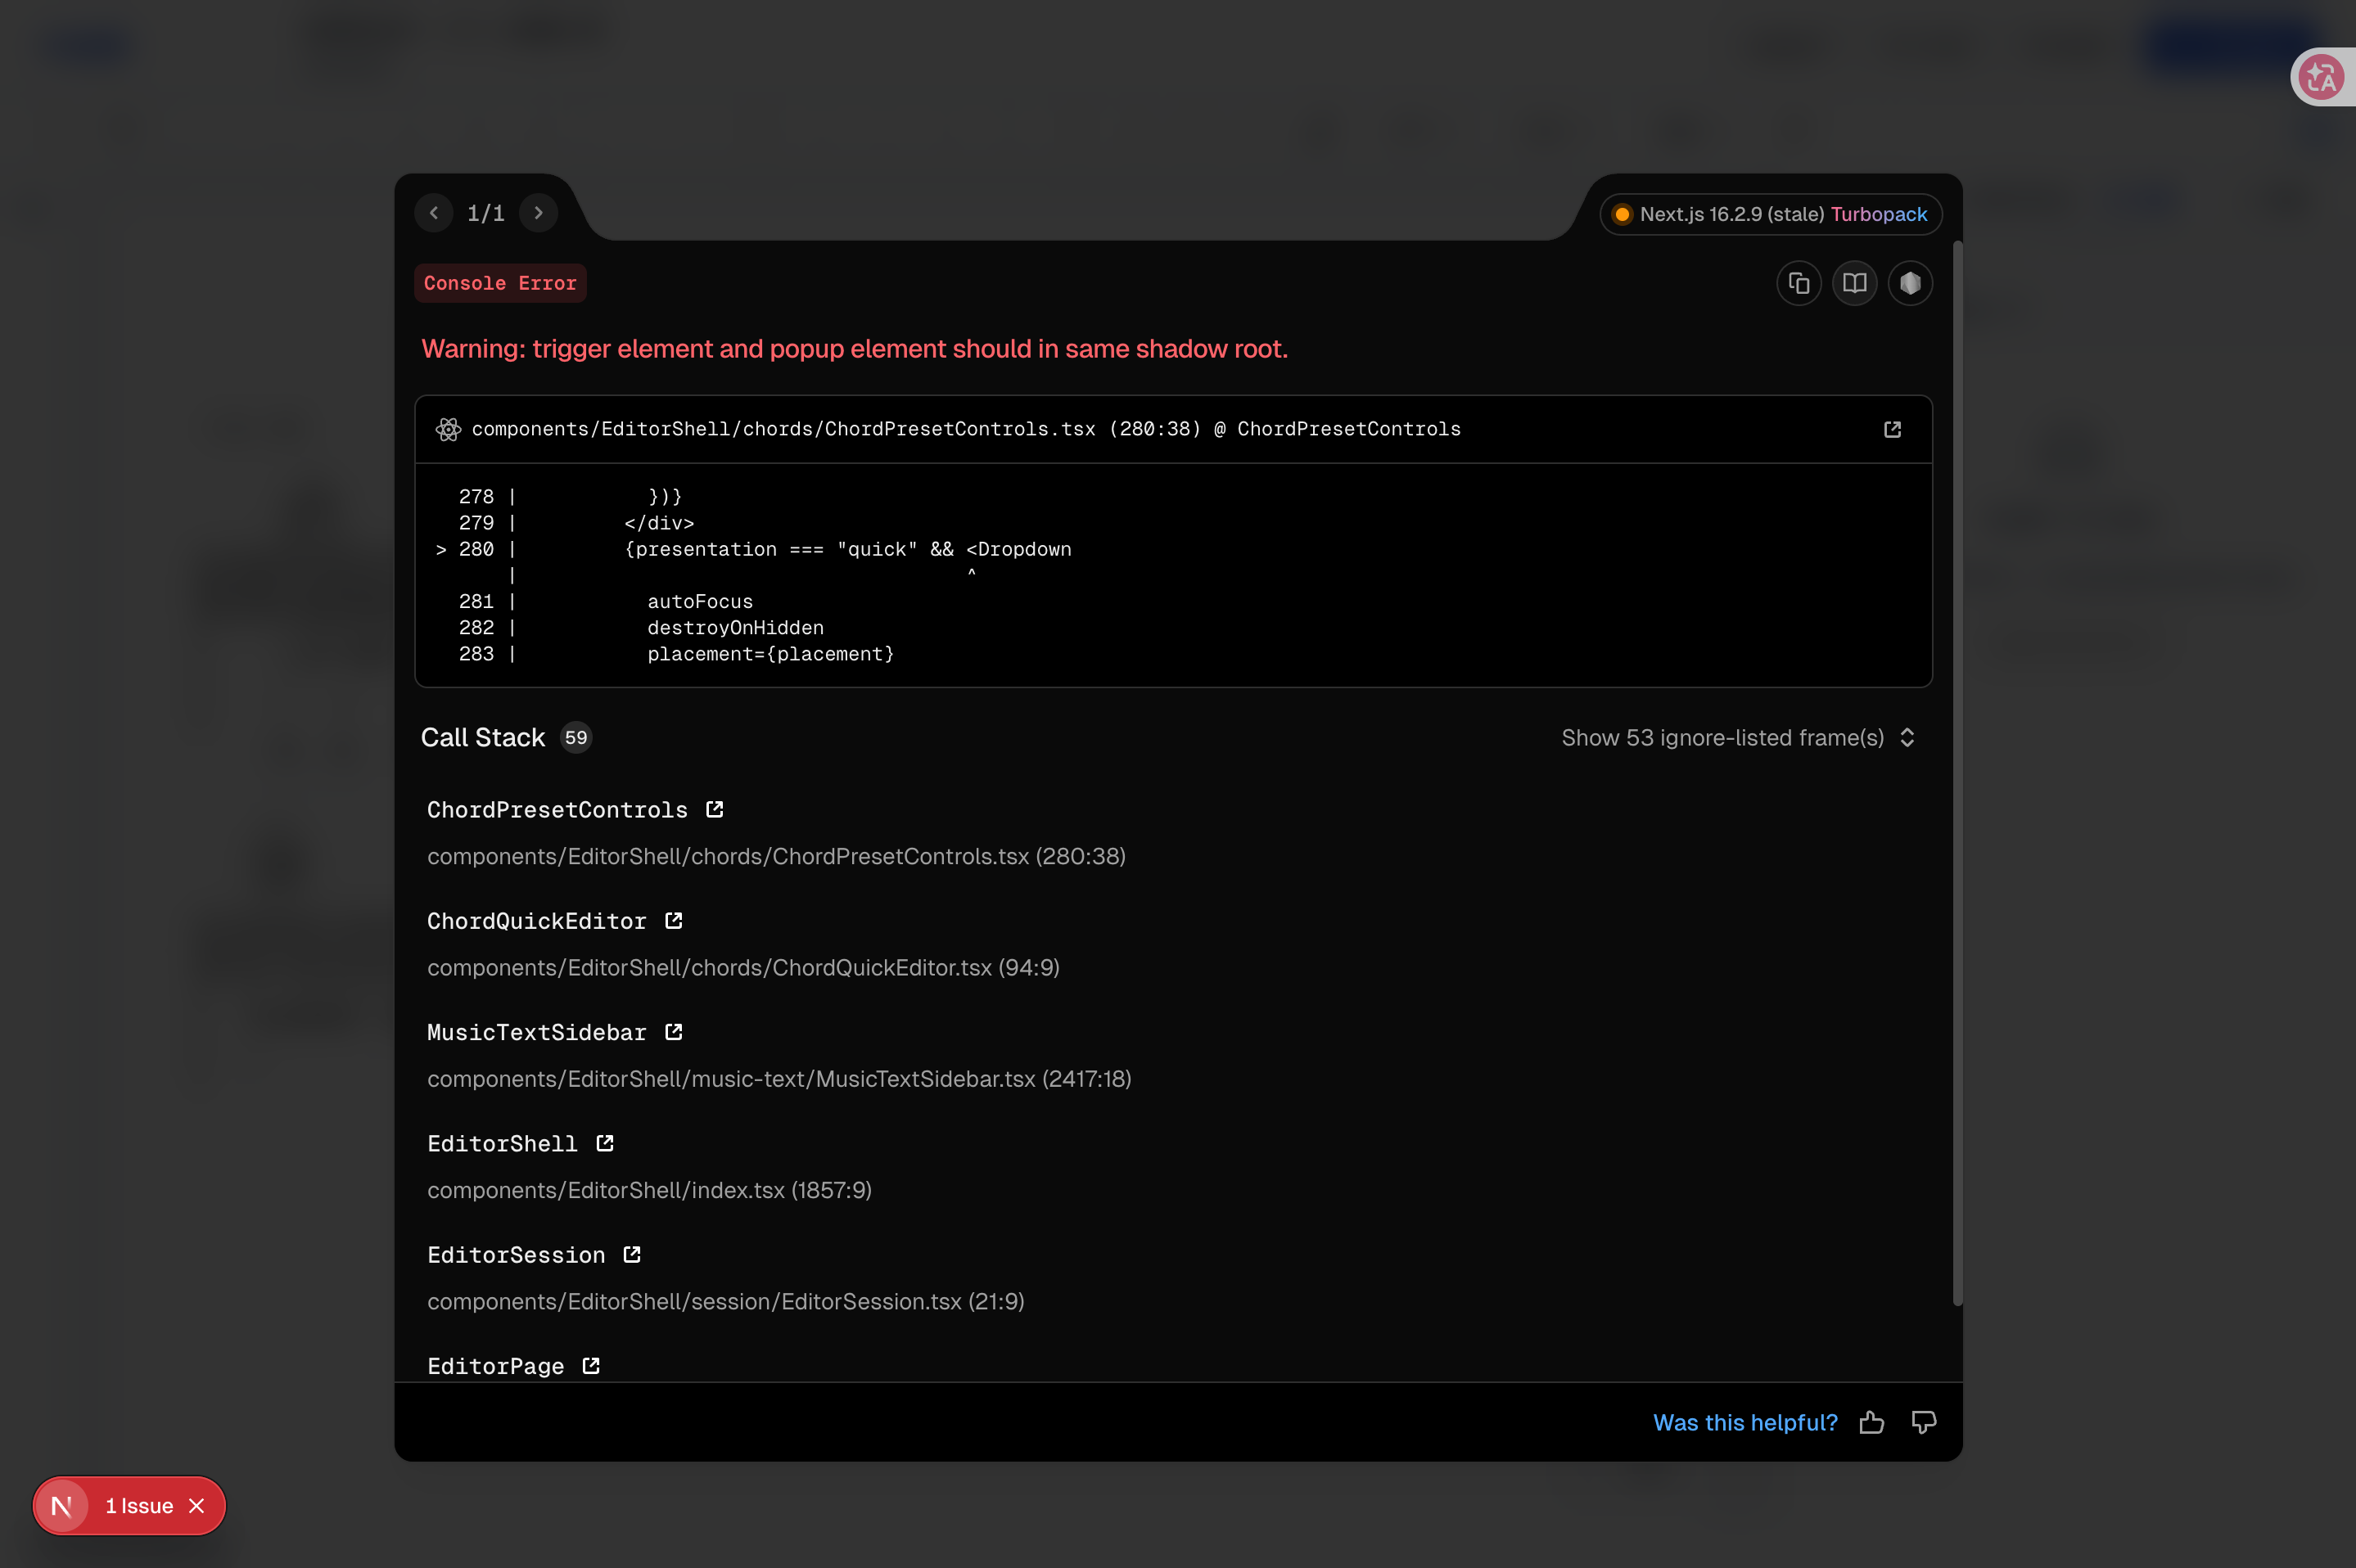 1/1
Next.js 16.2.9 (stale) Turbopack
Console Error
Warning: trigger element and popup element should in same shadow root.
components/EditorShell/chords/ChordPresetControls.tsx (280:38) @ ChordPresetControls
278 |           })}
279 |         </div>
> 280 |         {presentation === "quick" && <Dropdown
|                                      ^
281 |           autoFocus
282 |           destroyOnHidden
283 |           placement={placement}
Call Stack 59
Show 53 ignore-listed frame(s)
ChordPresetControls
components/EditorShell/chords/ChordPresetControls.tsx (280:38)
ChordQuickEditor
components/EditorShell/chords/ChordQuickEditor.tsx (94:9)
MusicTextSidebar
components/EditorShell/music-text/MusicTextSidebar.tsx (2417:18)
EditorShell
components/EditorShell/index.tsx (1857:9)
EditorSession
components/EditorShell/session/EditorSession.tsx (21:9)
EditorPage
Was this helpful?
N 1 Issue